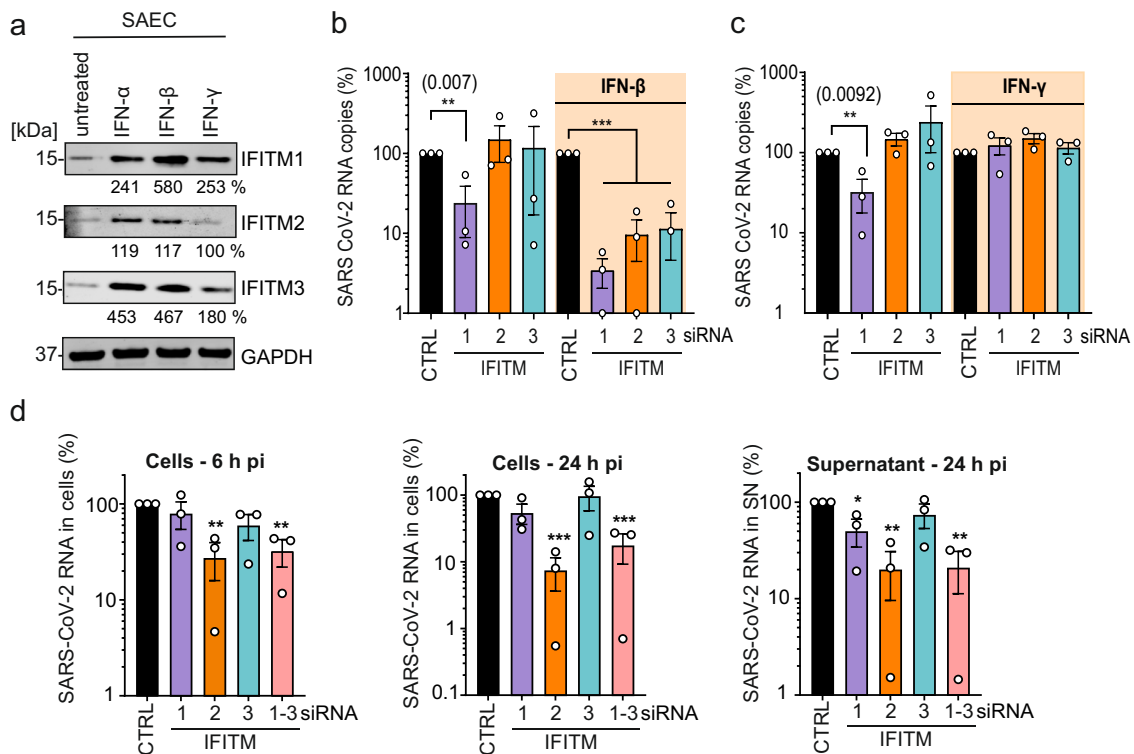 a
SAEC
[kDa]
untreated
IFN-α
IFN-β
IFN-γ
15-
IFITM1
241 580 253 %
15-
IFITM2
119 117 100 %
15-
IFITM3
453 467 180 %
37-
GAPDH
b
SARS CoV-2 RNA copies (%)
1000
100
10
1
(0.007)
**
IFN-β
***
CTRL 1 2 3 CTRL 1 2 3 siRNA
IFITM IFITM
c
SARS CoV-2 RNA copies (%)
1000
100
10
1
(0.0092)
**
IFN-γ
CTRL 1 2 3 CTRL 1 2 3 siRNA
IFITM IFITM
d
Cells - 6 h pi
SARS-CoV-2 RNA in cells (%)
100
10
1
** **
CTRL 1 2 3 1-3 siRNA
IFITM
Cells - 24 h pi
SARS-CoV-2 RNA in cells (%)
100
10
1
0.1
*** ***
CTRL 1 2 3 1-3 siRNA
IFITM
Supernatant - 24 h pi
SARS-CoV-2 RNA in SN (%)
100
10
1
* ** **
CTRL 1 2 3 1-3 siRNA
IFITM